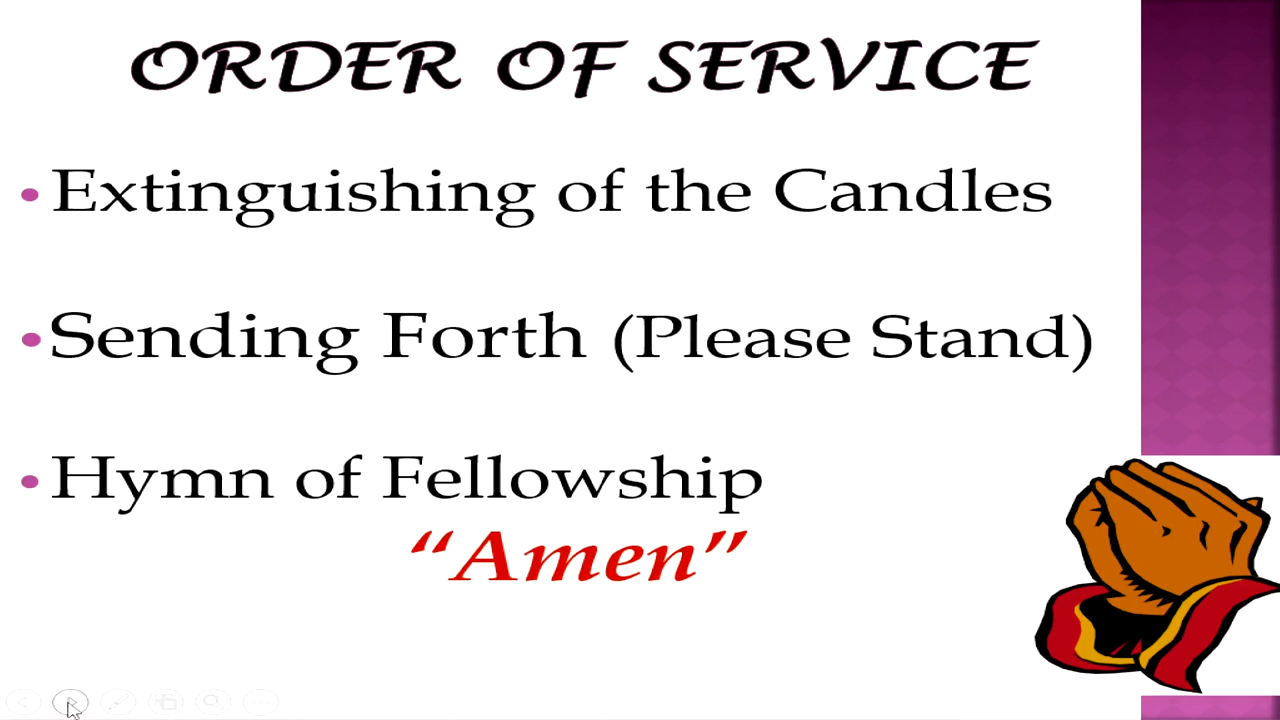 ORDER OF SERVICE
• Extinguishing of the Candles
• Sending Forth (Please Stand)
• Hymn of Fellowship
“Amen”